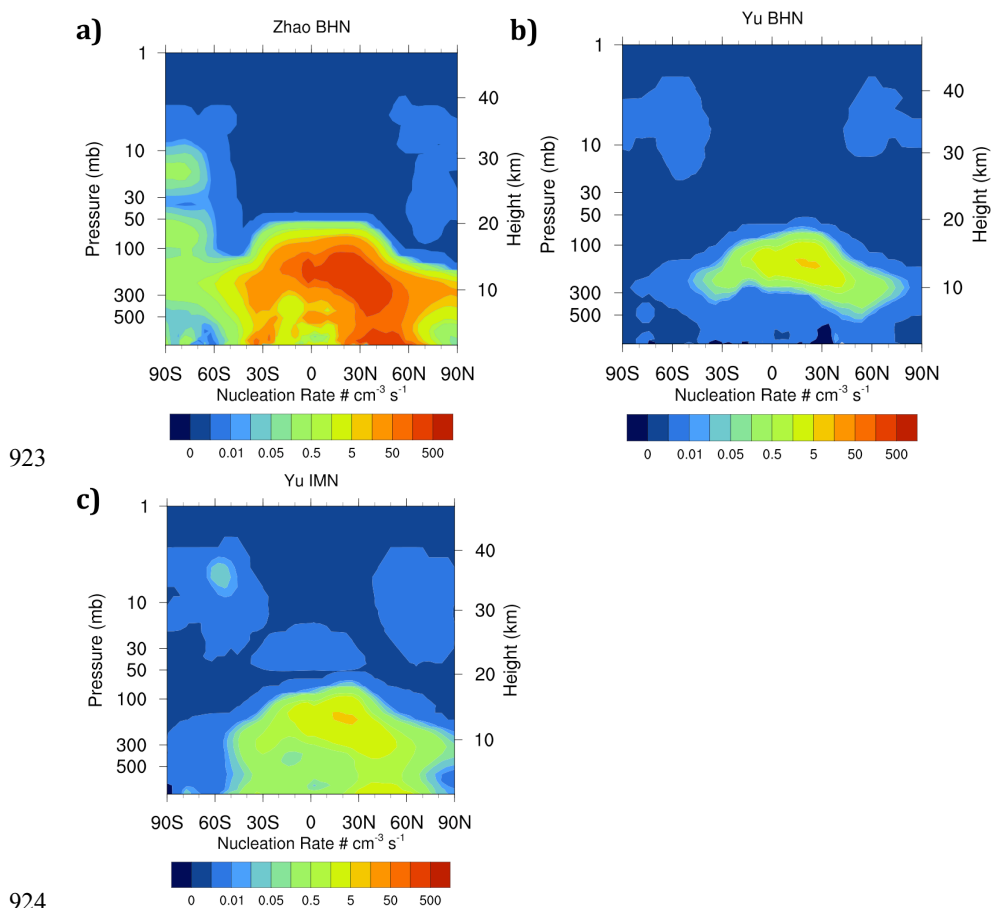 a)
Zhao BHN
1
10
30
50
100
300
500
Pressure (mb)
40
30
20
10
Height (km)
90S 60S 30S 0 30N 60N 90N
Nucleation Rate # cm-3 s-1
0 0.01 0.05 0.5 5 50 500
b)
Yu BHN
1
10
30
50
100
300
500
Pressure (mb)
40
30
20
10
Height (km)
90S 60S 30S 0 30N 60N 90N
Nucleation Rate # cm-3 s-1
0 0.01 0.05 0.5 5 50 500
923
c)
Yu IMN
1
10
30
50
100
300
500
Pressure (mb)
40
30
20
10
Height (km)
90S 60S 30S 0 30N 60N 90N
Nucleation Rate # cm-3 s-1
0 0.01 0.05 0.5 5 50 500
924